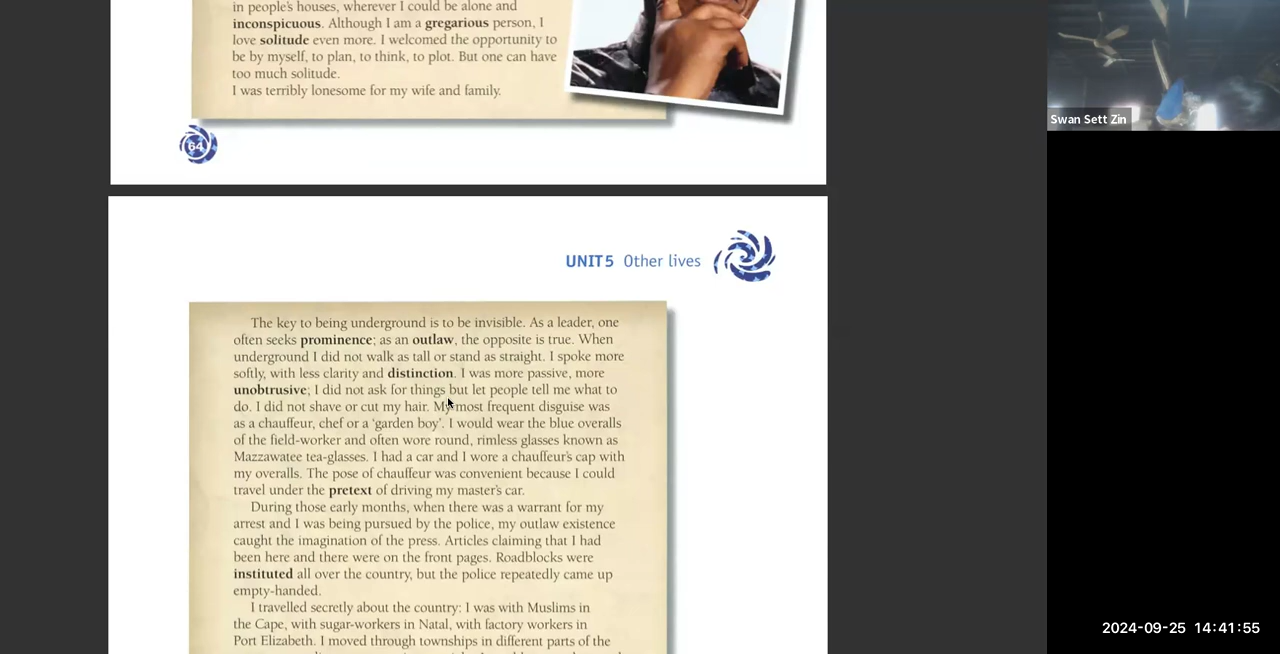 in people's houses, wherever I could be alone and
inconspicuous. Although I am a gregarious person, I
love solitude even more. I welcomed the opportunity to
be by myself, to plan, to think, to plot. But one can have
too much solitude.
I was terribly lonesome for my wife and family.
64
UNIT 5 Other lives
The key to being underground is to be invisible. As a leader, one
often seeks prominence; as an outlaw, the opposite is true. When
underground I did not walk as tall or stand as straight. I spoke more
softly, with less clarity and distinction. I was more passive, more
unobtrusive; I did not ask for things but let people tell me what to
do. I did not shave or cut my hair. My most frequent disguise was
as a chauffeur, chef or a 'garden boy'. I would wear the blue overalls
of the field-worker and often wore round, rimless glasses known as
Mazzawatee tea-glasses. I had a car and I wore a chauffeur's cap with
my overalls. The pose of chauffeur was convenient because I could
travel under the pretext of driving my master's car.
During those early months, when there was a warrant for my
arrest and I was being pursued by the police, my outlaw existence
caught the imagination of the press. Articles claiming that I had
been here and there were on the front pages. Roadblocks were
instituted all over the country, but the police repeatedly came up
empty-handed.
I travelled secretly about the country: I was with Muslims in
the Cape, with sugar-workers in Natal, with factory workers in
Port Elizabeth. I moved through townships in different parts of the
Swan Sett Zin
2024-09-25 14:41:55